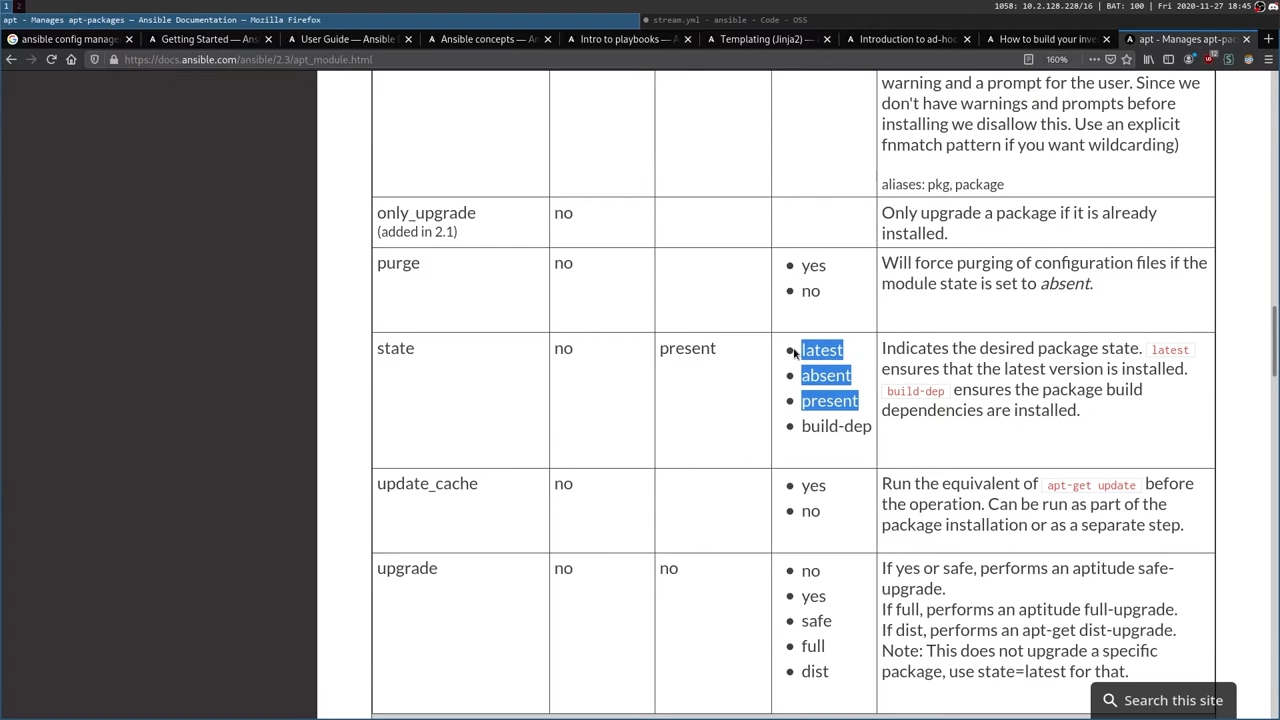 1 2 1058: 10.2.128.228/16 | BAT: 100 | Fri 2020-11-27 18:45
apt - Manages apt-packages — Ansible Documentation — Mozilla Firefox stream.yml - ansible - Code - OSS
ansible config manage Getting Started — Ans User Guide — Ansible Ansible concepts — Intro to playbooks — Templating (Jinja2) — Introduction to ad-ho How to build your inve apt - Manages apt-pac
https://docs.ansible.com/ansible/2.3/apt_module.html 160% 12
warning and a prompt for the user. Since we
don't have warnings and prompts before
installing we disallow this. Use an explicit
fnmatch pattern if you want wildcarding)
aliases: pkg, package
only_upgrade
(added in 2.1)
no
Only upgrade a package if it is already
installed.
purge
no
yes
no
Will force purging of configuration files if the
module state is set to absent.
state
no
present
latest
absent
present
build-dep
Indicates the desired package state. latest
ensures that the latest version is installed.
build-dep ensures the package build
dependencies are installed.
update_cache
no
yes
no
Run the equivalent of apt-get update before
the operation. Can be run as part of the
package installation or as a separate step.
upgrade
no
no
no
yes
safe
full
dist
If yes or safe, performs an aptitude safe-
upgrade.
If full, performs an aptitude full-upgrade.
If dist, performs an apt-get dist-upgrade.
Note: This does not upgrade a specific
package, use state=latest for that.
Search this site